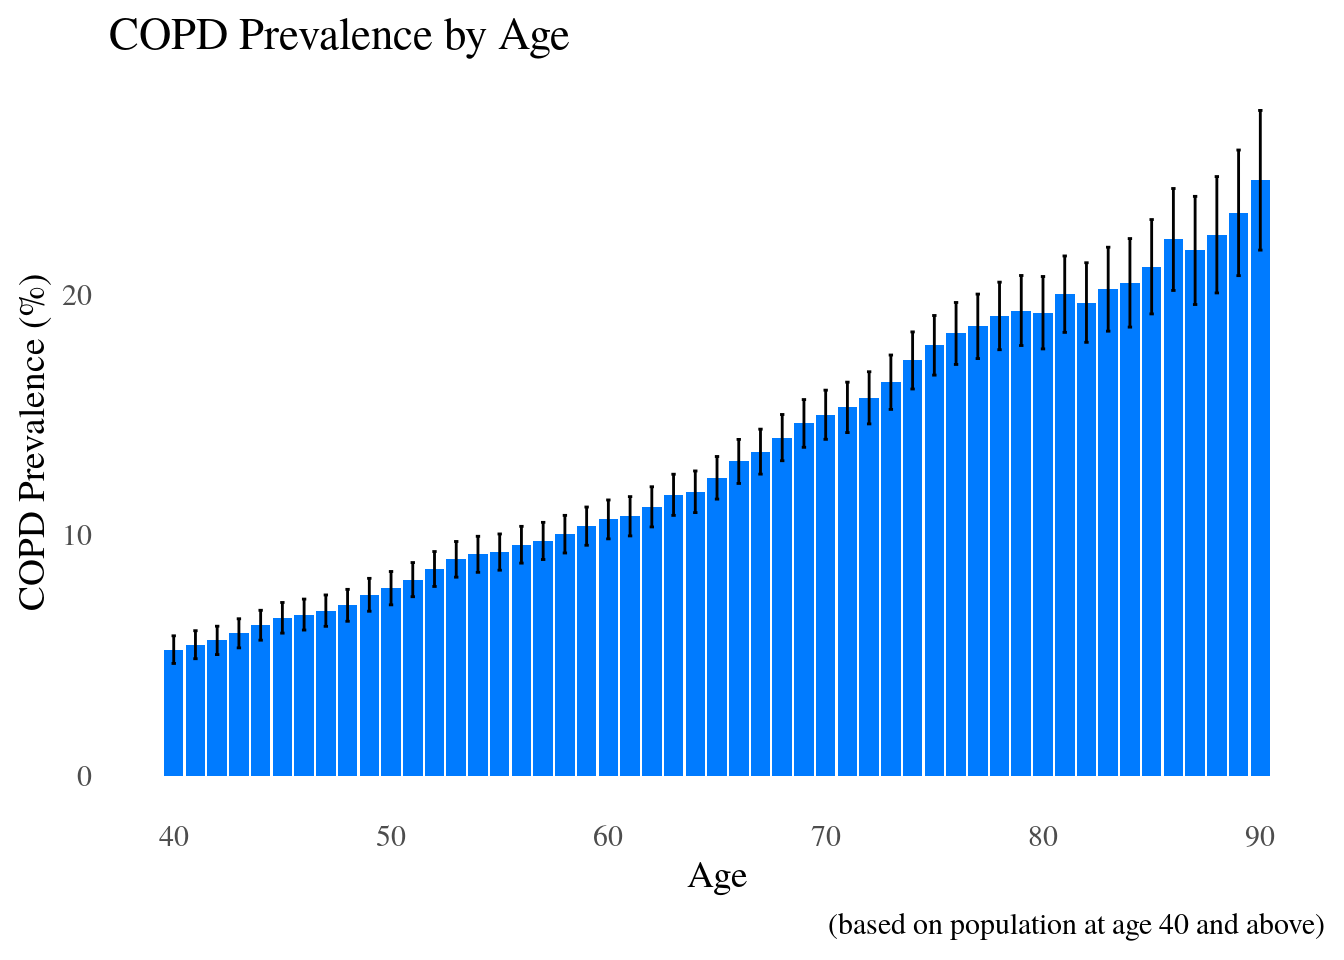 COPD Prevalence by Age
COPD Prevalence (%)
20
10
0
40 50 60 70 80 90
Age
(based on population at age 40 and above)